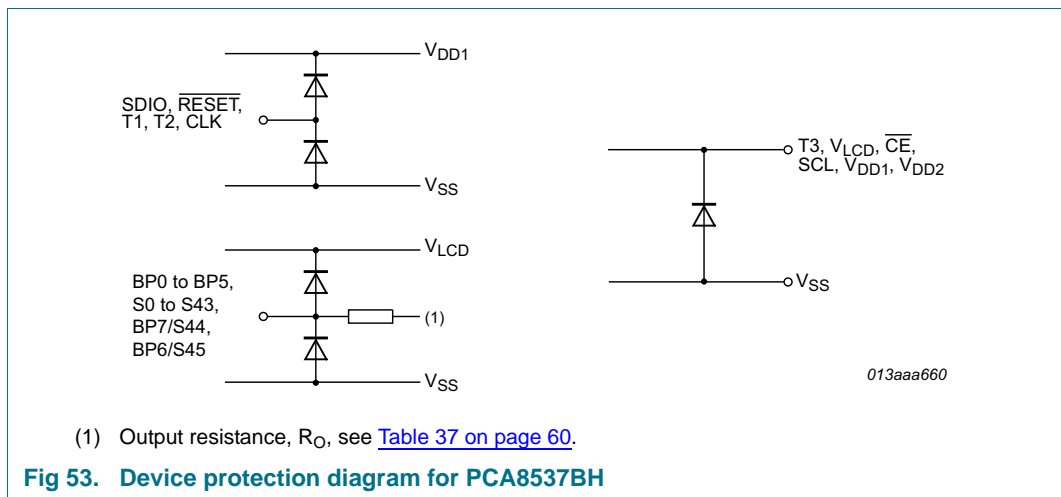 VDD1
SDIO, RESET,
T1, T2, CLK
VSS
VLCD
BP0 to BP5,
S0 to S43,
BP7/S44,
BP6/S45
(1)
VSS
T3, VLCD, CE,
SCL, VDD1, VDD2
VSS
013aaa660
(1) Output resistance, RO, see Table 37 on page 60.
Fig 53. Device protection diagram for PCA8537BH